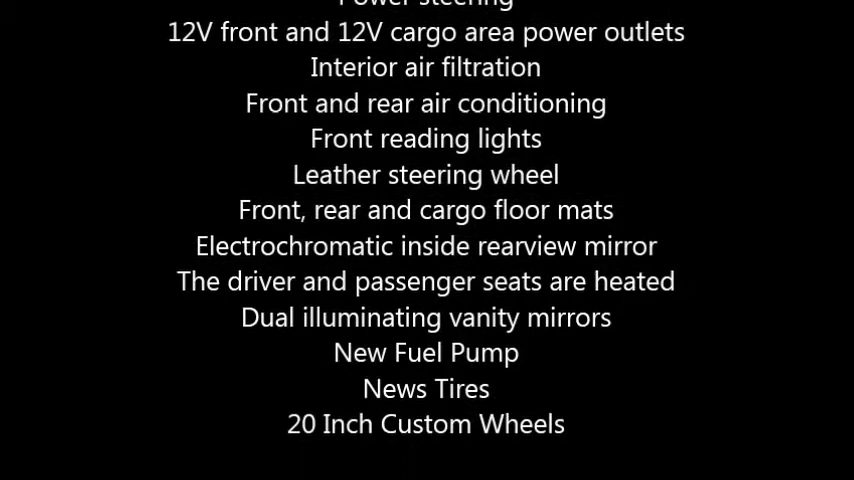 Power steering
12V front and 12V cargo area power outlets
Interior air filtration
Front and rear air conditioning
Front reading lights
Leather steering wheel
Front, rear and cargo floor mats
Electrochromatic inside rearview mirror
The driver and passenger seats are heated
Dual illuminating vanity mirrors
New Fuel Pump
News Tires
20 Inch Custom Wheels